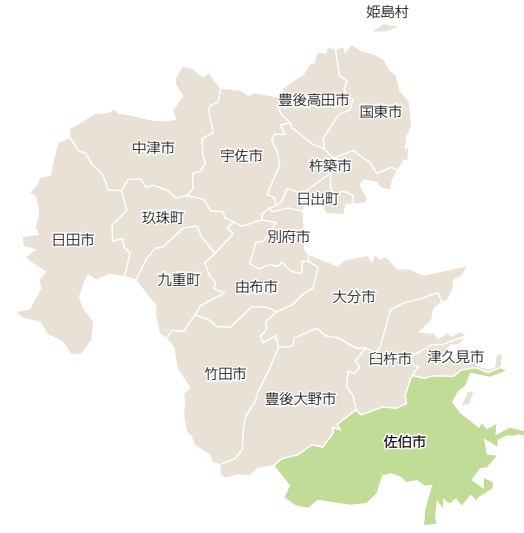 姫島村
豊後高田市
国東市
中津市
宇佐市
杵築市
日出町
玖珠町
別府市
日田市
九重町
由布市
大分市
臼杵市
津久見市
竹田市
豊後大野市
佐伯市